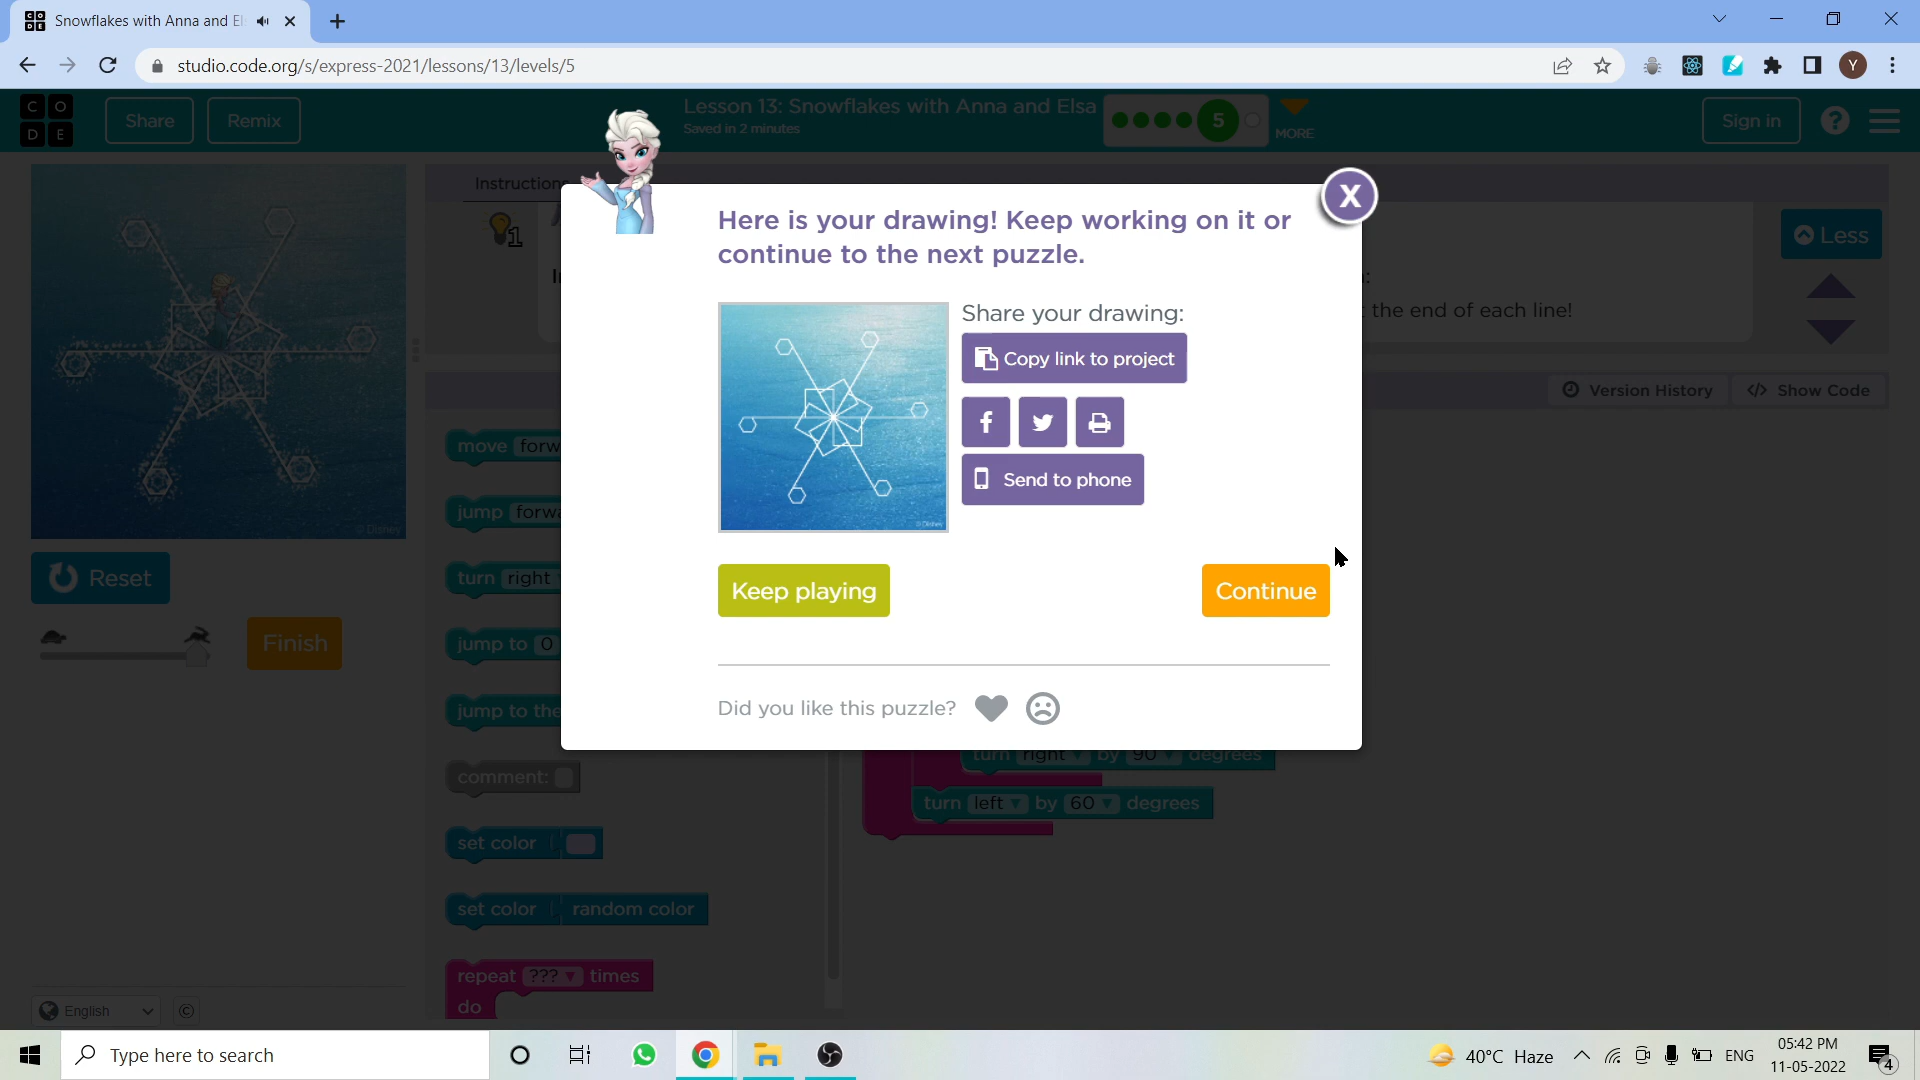 Snowflakes with Anna and El
studio.code.org/s/express-2021/lessons/13/levels/5
Y
C O
D E
Share
Remix
Lesson 13: Snowflakes with Anna and Elsa
Saved in 2 minutes
5
MORE
Sign in
?
Instructions
1
Less
the end of each line!
Version History
Show Code
Here is your drawing! Keep working on it or
continue to the next puzzle.
X
Share your drawing:
Copy link to project
Send to phone
Keep playing
Continue
Did you like this puzzle?
© Disney
Reset
Finish
move forw
jump forwa
turn right
jump to 0
jump to the
comment:
set color
set color random color
repeat ??? times
do
turn right by 90 degrees
turn left by 60 degrees
English
©
Type here to search
40°C Haze
ENG
05:42 PM
11-05-2022
4